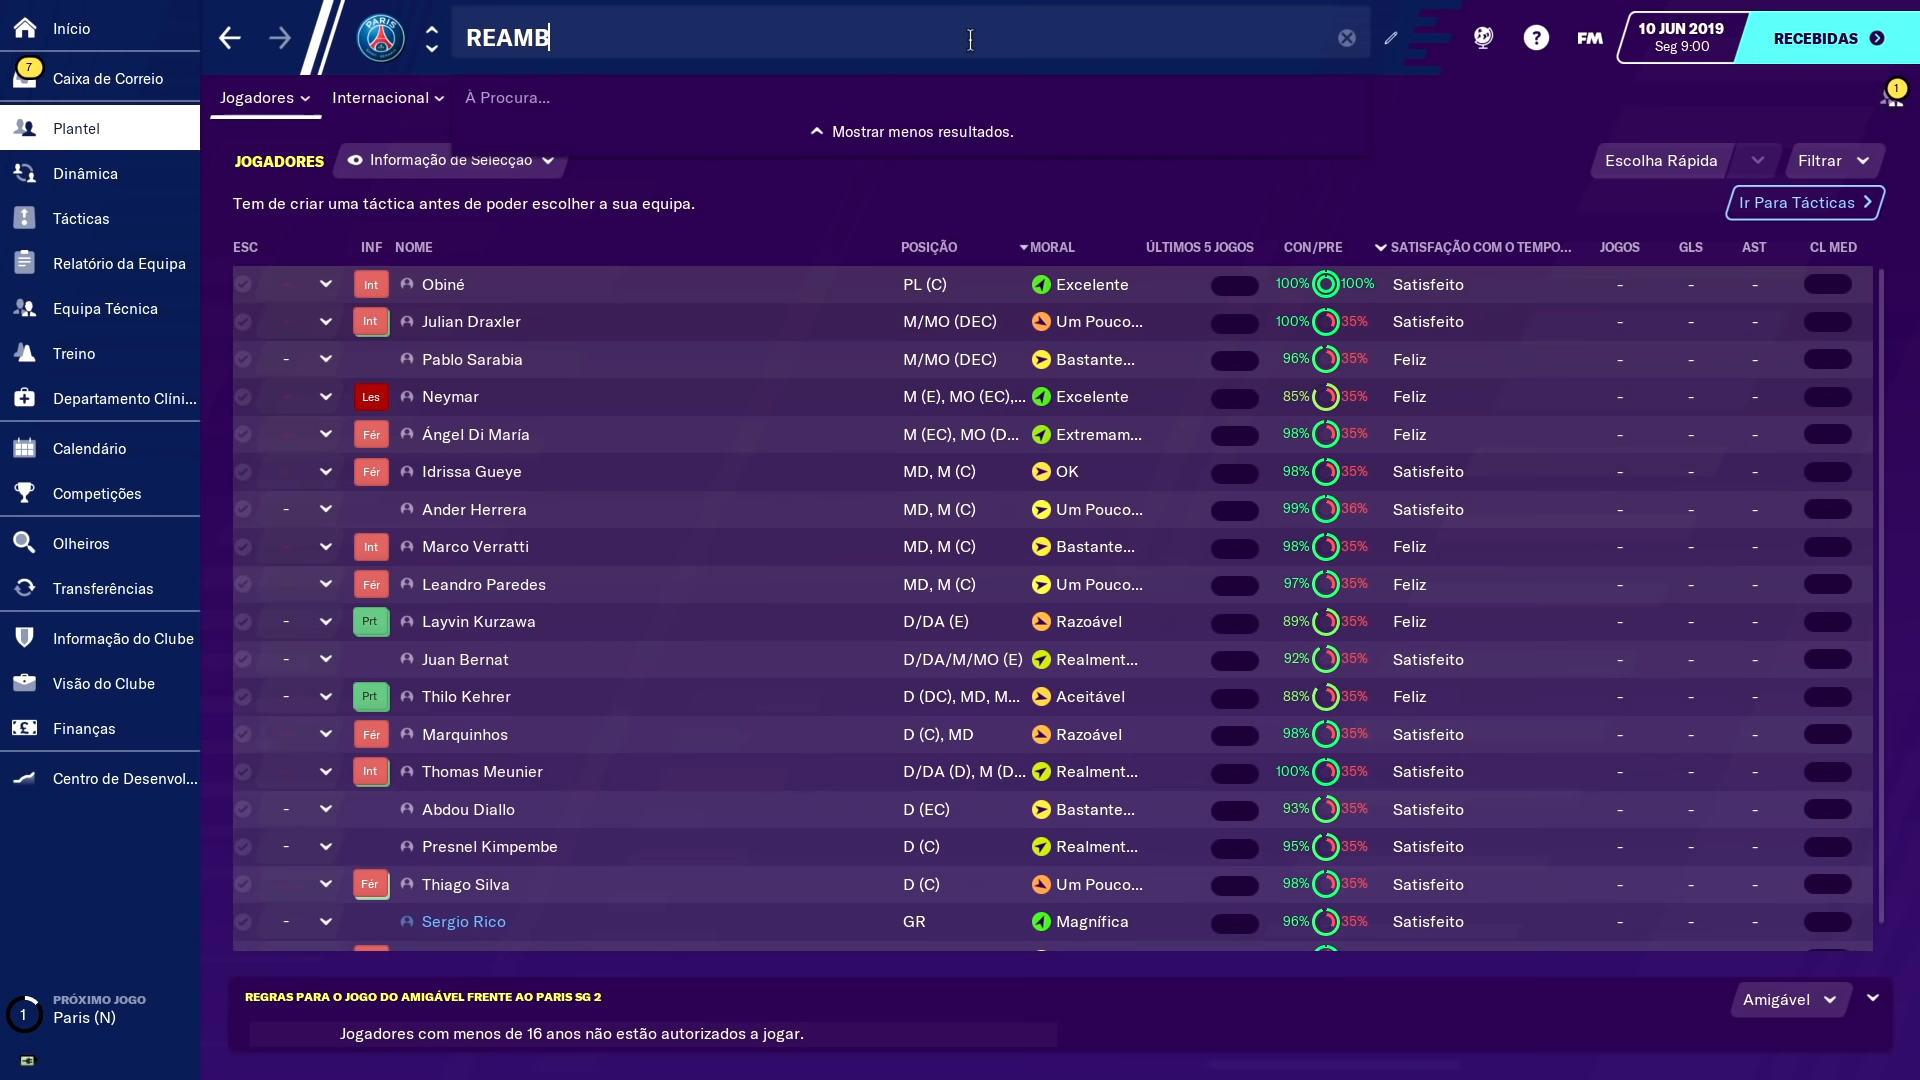 Início
7
Caixa de Correio
Plantel
Dinâmica
Tácticas
Relatório da Equipa
Equipa Técnica
Treino
Departamento Clíni...
Calendário
Competições
Olheiros
Transferências
Informação do Clube
Visão do Clube
Finanças
Centro de Desenvol...
1
PRÓXIMO JOGO
Paris (N)
PARIS
REAMB
?
FM
10 JUN 2019
Seg 9:00
RECEBIDAS
1
Jogadores Internacional À Procura...
Mostrar menos resultados.
JOGADORES Informação de Selecção Escolha Rápida Filtrar
Tem de criar uma táctica antes de poder escolher a sua equipa. Ir Para Tácticas
ESC INF NOME POSIÇÃO MORAL ÚLTIMOS 5 JOGOS CON/PRE SATISFAÇÃO COM O TEMPO... JOGOS GLS AST CL MED
Int Obiné PL (C) Excelente 100% 100% Satisfeito - - -
Int Julian Draxler M/MO (DEC) Um Pouco... 100% 35% Satisfeito - - -
- Pablo Sarabia M/MO (DEC) Bastante... 96% 35% Feliz - - -
Les Neymar M (E), MO (EC),... Excelente 85% 35% Feliz - - -
Fér Ángel Di María M (EC), MO (D... Extremam... 98% 35% Feliz - - -
Fér Idrissa Gueye MD, M (C) OK 98% 35% Satisfeito - - -
- Ander Herrera MD, M (C) Um Pouco... 99% 36% Satisfeito - - -
Int Marco Verratti MD, M (C) Bastante... 98% 35% Feliz - - -
Fér Leandro Paredes MD, M (C) Um Pouco... 97% 35% Feliz - - -
- Prt Layvin Kurzawa D/DA (E) Razoável 89% 35% Feliz - - -
- Juan Bernat D/DA/M/MO (E) Realment... 92% 35% Satisfeito - - -
- Prt Thilo Kehrer D (DC), MD, M... Aceitável 88% 35% Feliz - - -
Fér Marquinhos D (C), MD Razoável 98% 35% Satisfeito - - -
Int Thomas Meunier D/DA (D), M (D... Realment... 100% 35% Satisfeito - - -
- Abdou Diallo D (EC) Bastante... 93% 35% Satisfeito - - -
- Presnel Kimpembe D (C) Realment... 95% 35% Satisfeito - - -
Fér Thiago Silva D (C) Um Pouco... 98% 35% Satisfeito - - -
- Sergio Rico GR Magnífica 96% 35% Satisfeito - - -
REGRAS PARA O JOGO DO AMIGÁVEL FRENTE AO PARIS SG 2 Amigável
Jogadores com menos de 16 anos não estão autorizados a jogar.